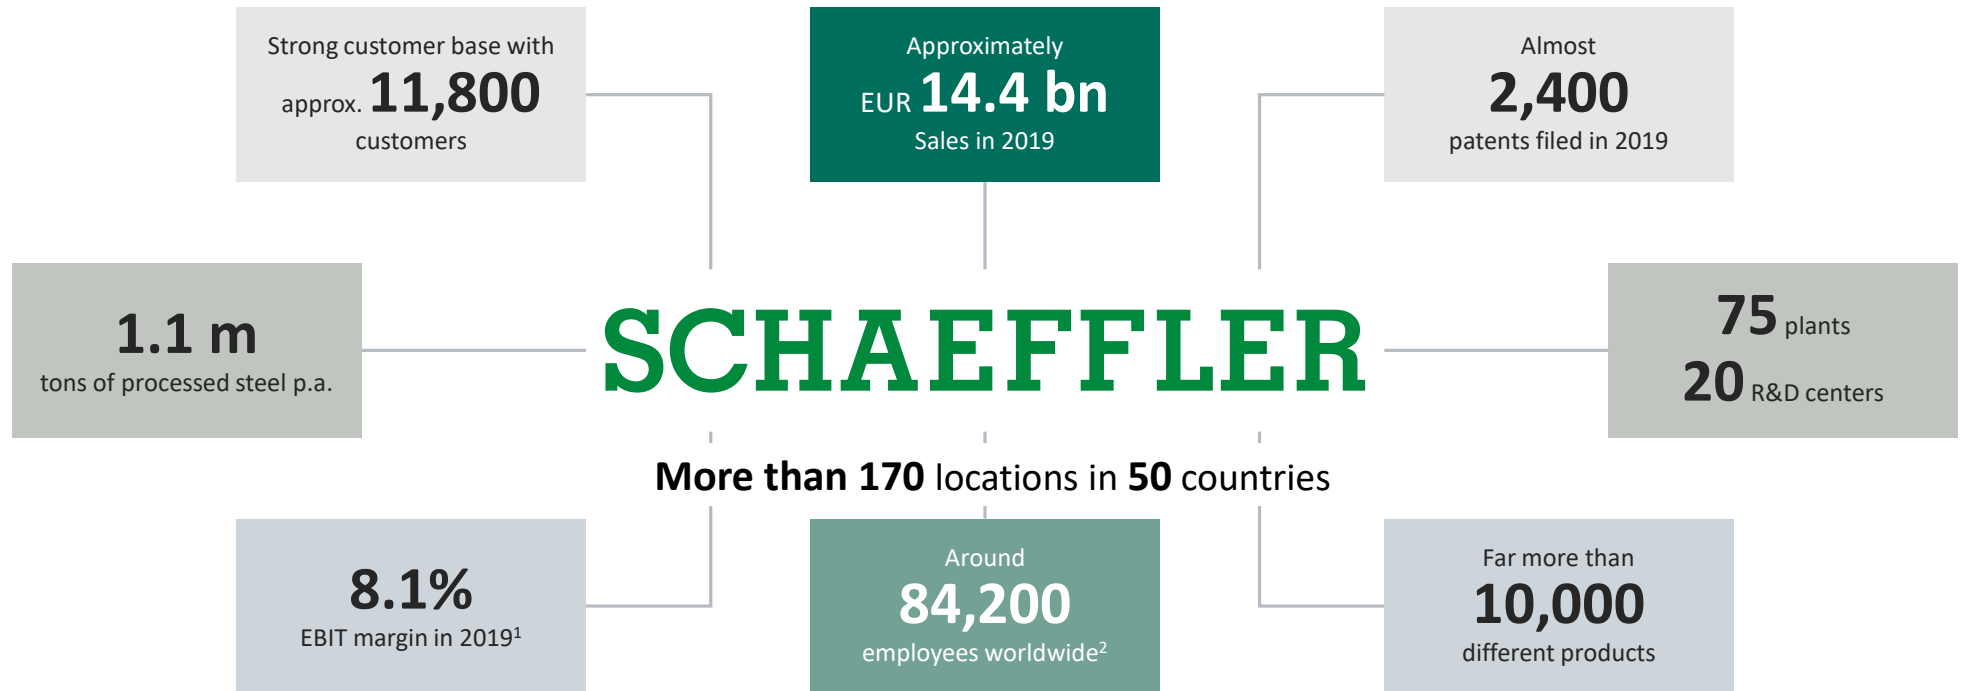 Strong customer base with
approx. 11,800
customers
Approximately
EUR 14.4 bn
Sales in 2019
Almost
2,400
patents filed in 2019
1.1 m
tons of processed steel p.a.
SCHAEFFLER
75 plants
20 R&D centers
More than 170 locations in 50 countries
8.1%
EBIT margin in 2019¹
Around
84,200
employees worldwide²
Far more than
10,000
different products